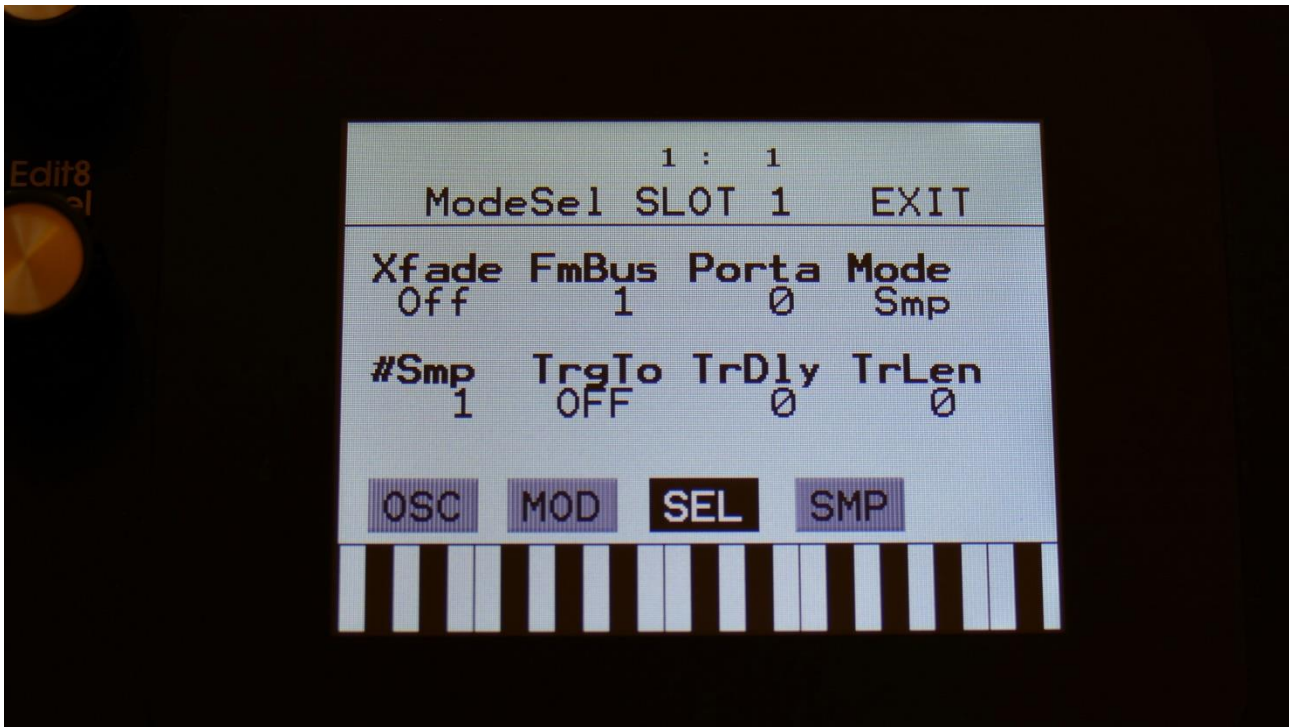 Edit8
el
1 : 1
ModeSel SLOT 1 EXIT
Xfade FmBus Porta Mode
Off 1 0 Smp
#Smp TrgTo TrDly TrLen
1 OFF 0 0
OSC MOD SEL SMP